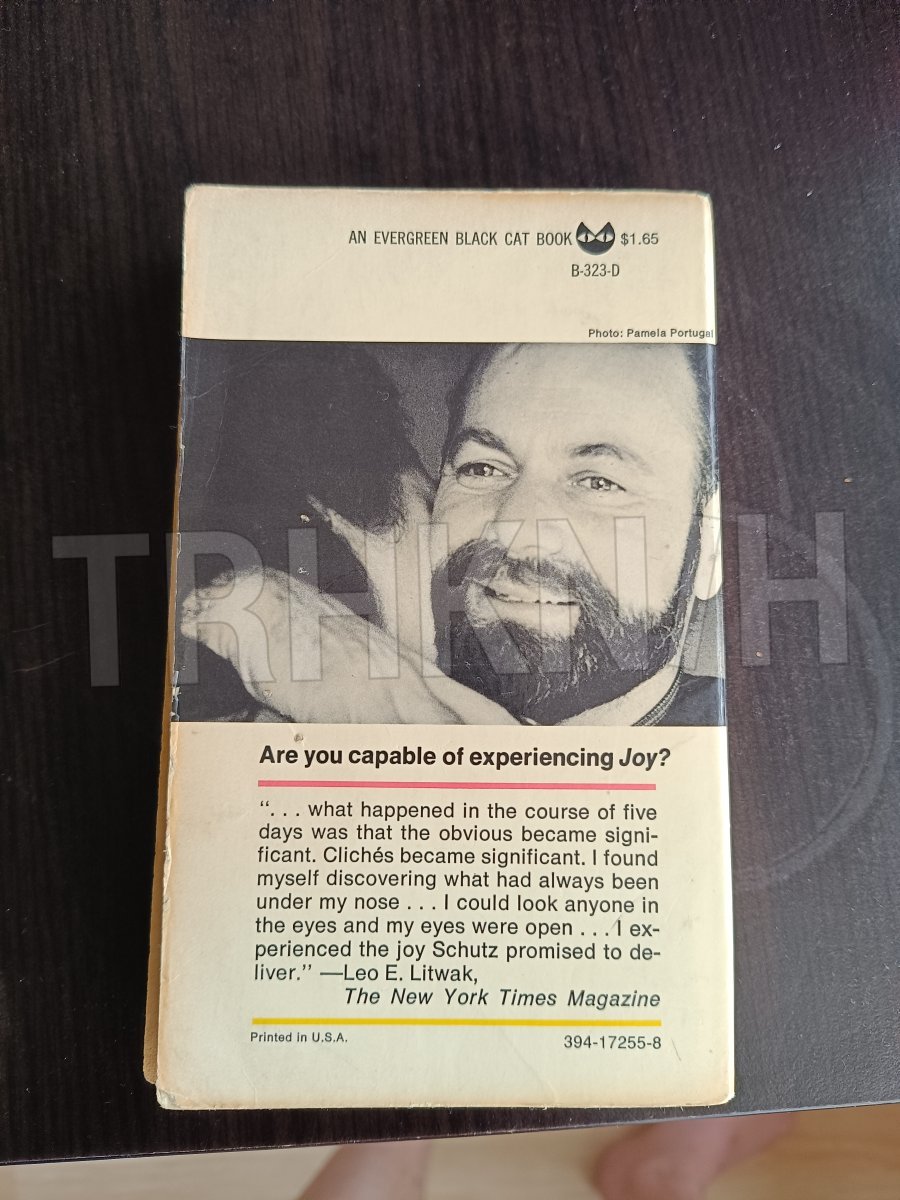 AN EVERGREEN BLACK CAT BOOK $1.65
B-323-D
Photo: Pamela Portugal
Are you capable of experiencing Joy?
“. . . what happened in the course of five
days was that the obvious became signi-
ficant. Clichés became significant. I found
myself discovering what had always been
under my nose . . . I could look anyone in
the eyes and my eyes were open . . . I ex-
perienced the joy Schutz promised to de-
liver.” —Leo E. Litwak,
The New York Times Magazine
Printed in U.S.A. 394-17255-8